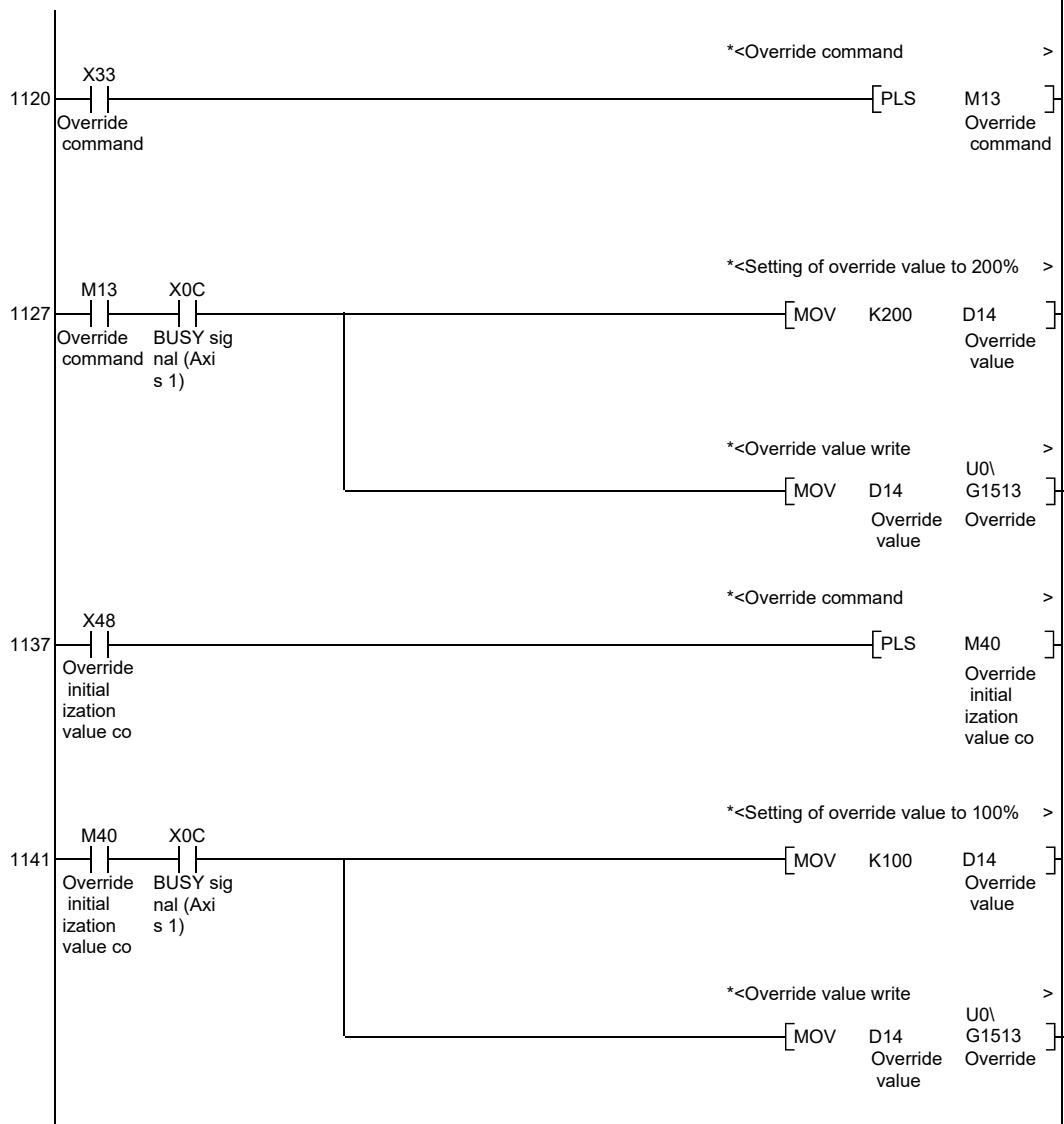 *<Override command >
X33
1120 PLS M13
Override Override
command command
*<Setting of override value to 200% >
M13 X0C
1127 MOV K200 D14
Override BUSY sig Override
command nal (Axi value
s 1)
*<Override value write >
U0\
MOV D14 G1513
Override Override
value
*<Override command >
X48
1137 PLS M40
Override Override
initial initial
ization ization
value co value co
*<Setting of override value to 100% >
M40 X0C
1141 MOV K100 D14
Override BUSY sig Override
initial nal (Axi value
ization s 1)
value co
*<Override value write >
U0\
MOV D14 G1513
Override Override
value